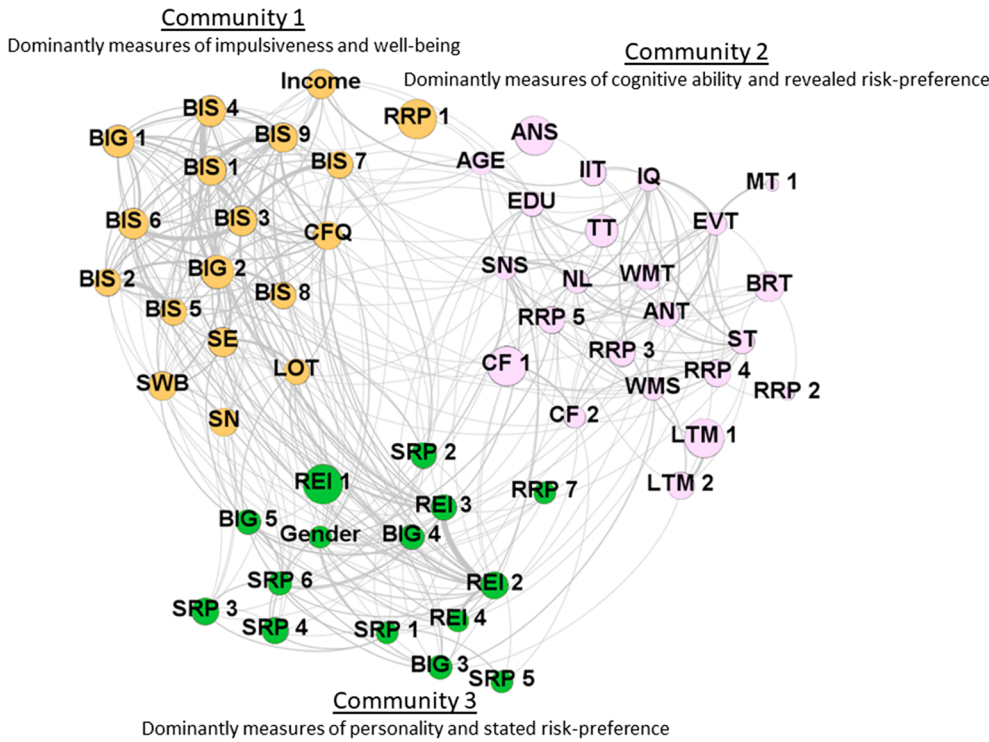 Community 1
Dominantly measures of impulsiveness and well-being
Community 2
Dominantly measures of cognitive ability and revealed risk-preference
Income
BIS 4
RRP 1
BIG 1
BIS 9
ANS
BIS 1
BIS 7
AGE
IIT
IQ
MT 1
EDU
BIS 6
BIS 3
CFQ
TT
EVT
BIS 2
BIG 2
SNS
NL
WMT
BRT
BIS 8
BIS 5
RRP 5
ANT
SE
RRP 3
ST
LOT
CF 1
RRP 4
SWB
WMS
RRP 2
SN
CF 2
LTM 1
SRP 2
REI 1
LTM 2
RRP 7
REI 3
BIG 5
Gender
BIG 4
SRP 6
REI 2
SRP 3
REI 4
SRP 4
SRP 1
BIG 3
SRP 5
Community 3
Dominantly measures of personality and stated risk-preference